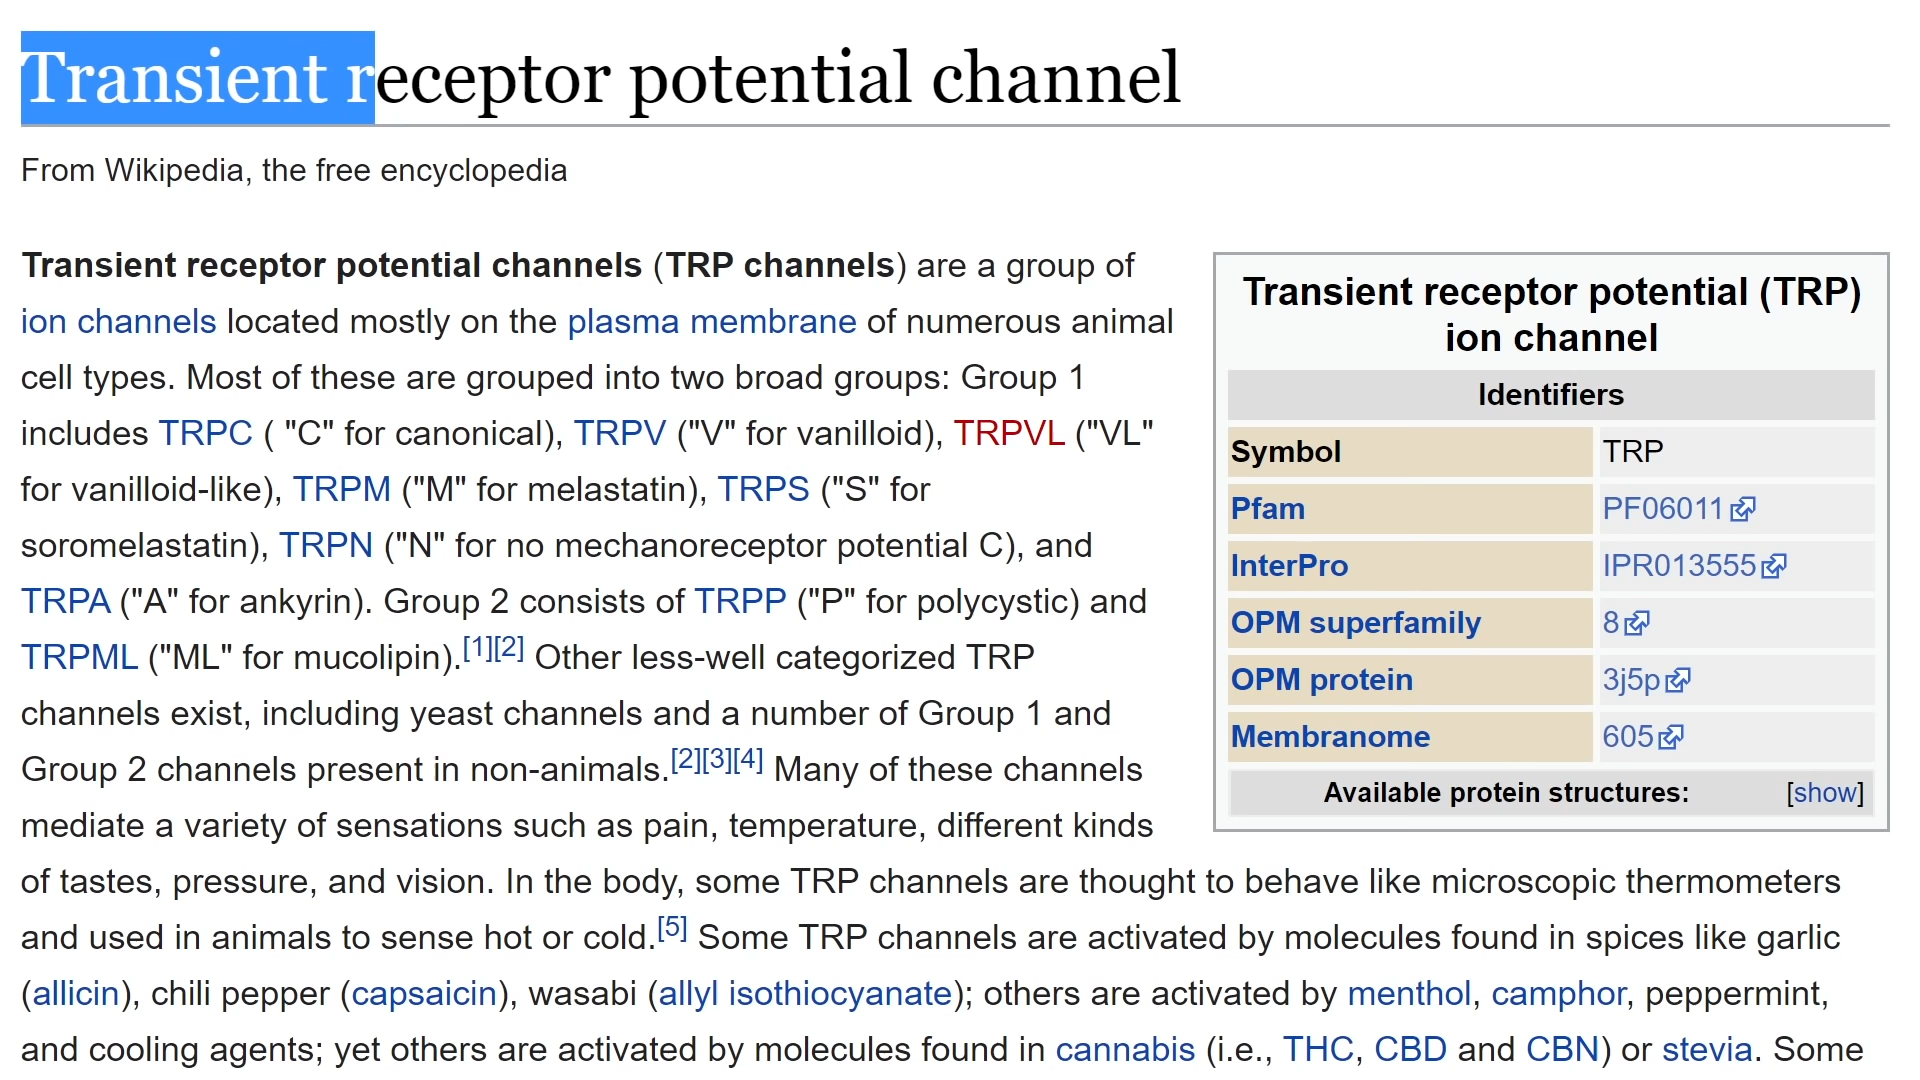 Transient receptor potential channel
From Wikipedia, the free encyclopedia
Transient receptor potential channels (TRP channels) are a group of
ion channels located mostly on the plasma membrane of numerous animal
cell types. Most of these are grouped into two broad groups: Group 1
includes TRPC ( "C" for canonical), TRPV ("V" for vanilloid), TRPVL ("VL"
for vanilloid-like), TRPM ("M" for melastatin), TRPS ("S" for
soromelastatin), TRPN ("N" for no mechanoreceptor potential C), and
TRPA ("A" for ankyrin). Group 2 consists of TRPP ("P" for polycystic) and
TRPML ("ML" for mucolipin).[1][2] Other less-well categorized TRP
channels exist, including yeast channels and a number of Group 1 and
Group 2 channels present in non-animals.[2][3][4] Many of these channels
mediate a variety of sensations such as pain, temperature, different kinds
of tastes, pressure, and vision. In the body, some TRP channels are thought to behave like microscopic thermometers
and used in animals to sense hot or cold.[5] Some TRP channels are activated by molecules found in spices like garlic
(allicin), chili pepper (capsaicin), wasabi (allyl isothiocyanate); others are activated by menthol, camphor, peppermint,
and cooling agents; yet others are activated by molecules found in cannabis (i.e., THC, CBD and CBN) or stevia. Some
Transient receptor potential (TRP)
ion channel
Identifiers
Symbol TRP
Pfam PF06011
InterPro IPR013555
OPM superfamily 8
OPM protein 3j5p
Membranome 605
Available protein structures: [show]